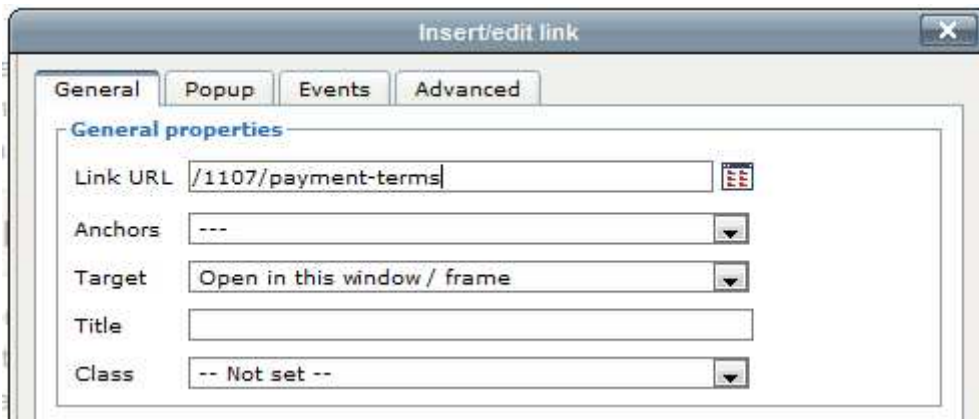 Insert/edit link
General Popup Events Advanced
General properties
Link URL /1107/payment-terms
Anchors ---
Target Open in this window / frame
Title
Class -- Not set --